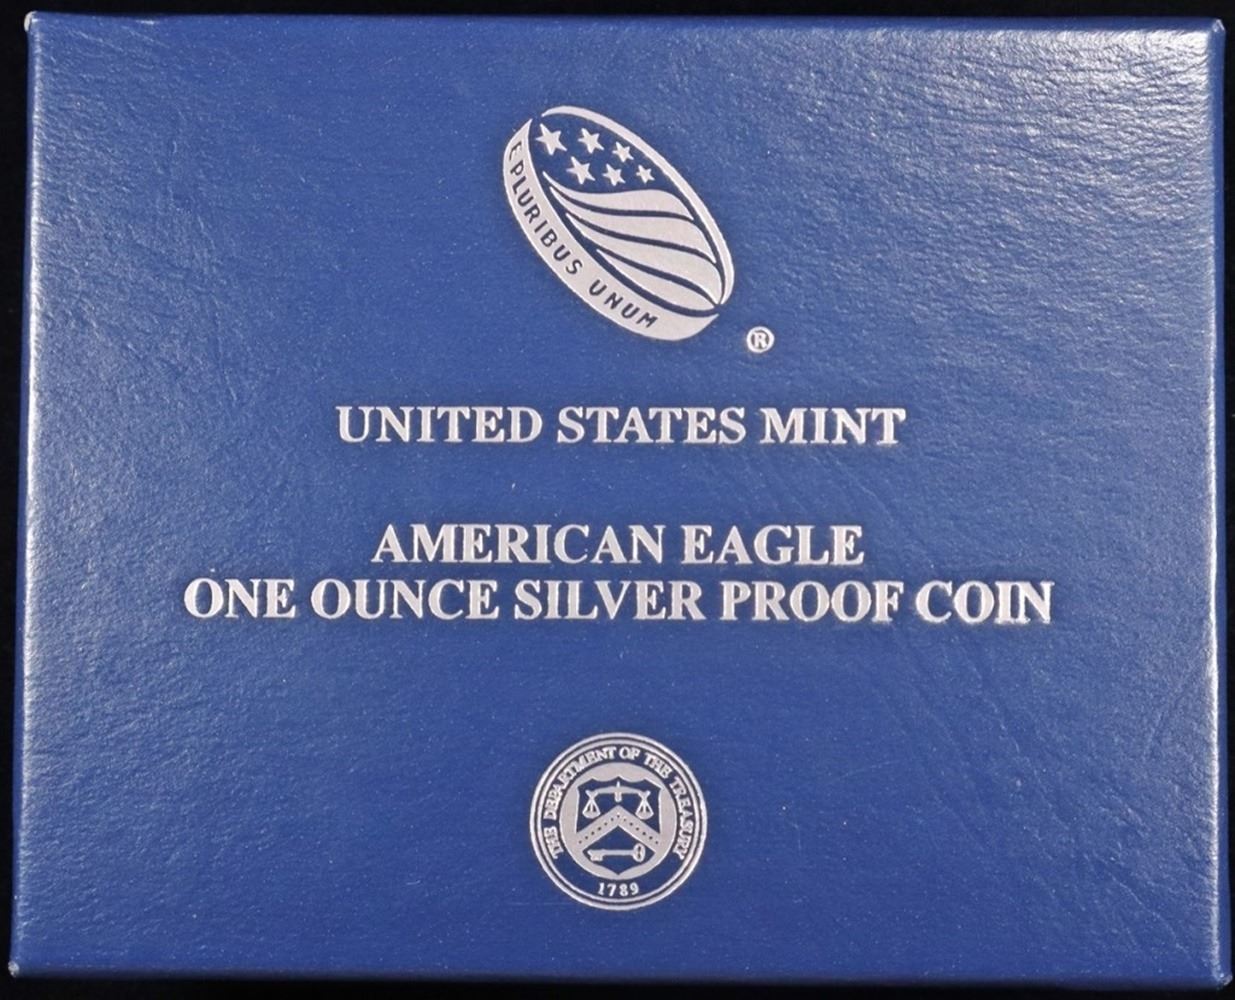 E PLURIBUS UNUM
®
UNITED STATES MINT
AMERICAN EAGLE
ONE OUNCE SILVER PROOF COIN
THE DEPARTMENT OF THE TREASURY
1789